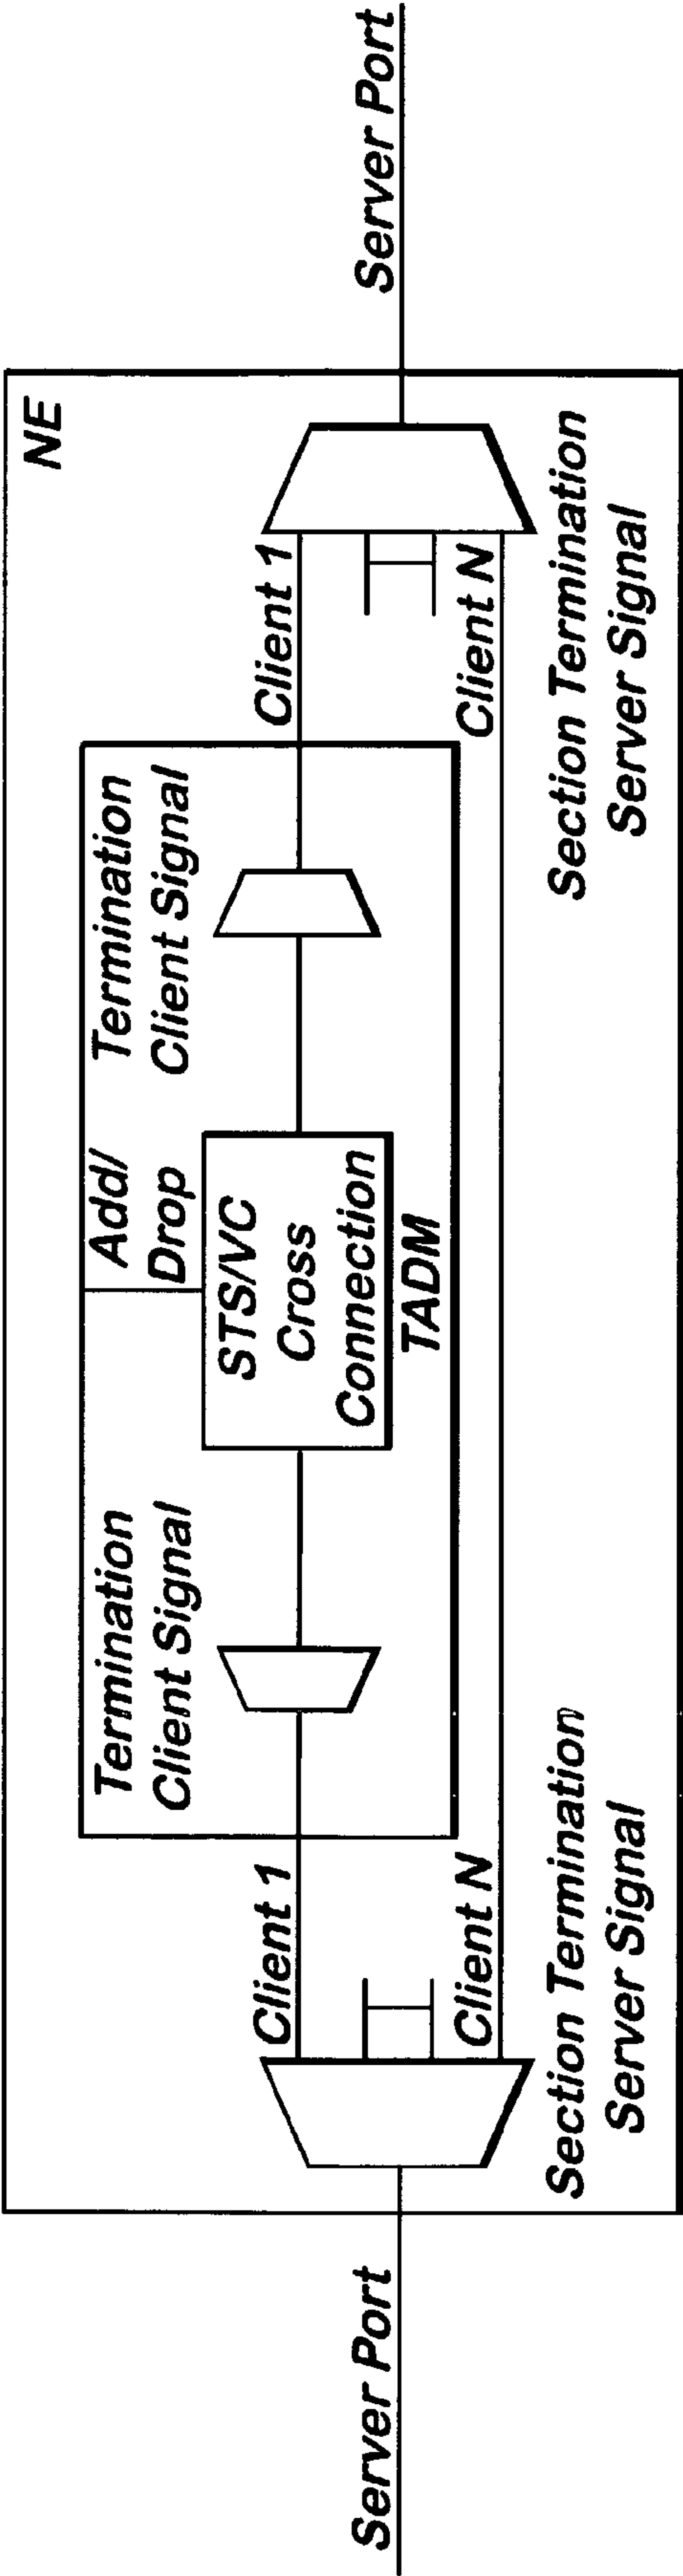 NE
Termination
Client Signal
Add/
Drop
Termination
Client Signal
STS/VC
Cross
Connection
Client 1
Client 1
Server Port
Server Port
TADM
Client N
Client N
Section Termination
Server Signal
Section Termination
Server Signal